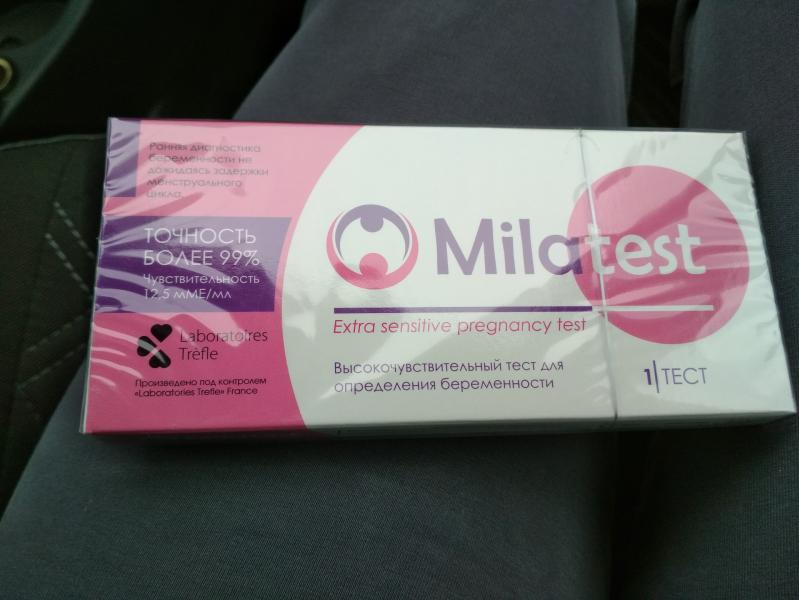 Ранняя диагностика
беременности не
дожидаясь задержки
менструального
цикла.
ТОЧНОСТЬ
БОЛЕЕ 99%
Чувствительность
12,5 мМЕ/мл
Laboratoires
Trèfle
Произведено под контролем
«Laboratories Trefle» France
Milatest
Extra sensitive pregnancy test
Высокочувствительный тест для
определения беременности
1|ТЕСТ